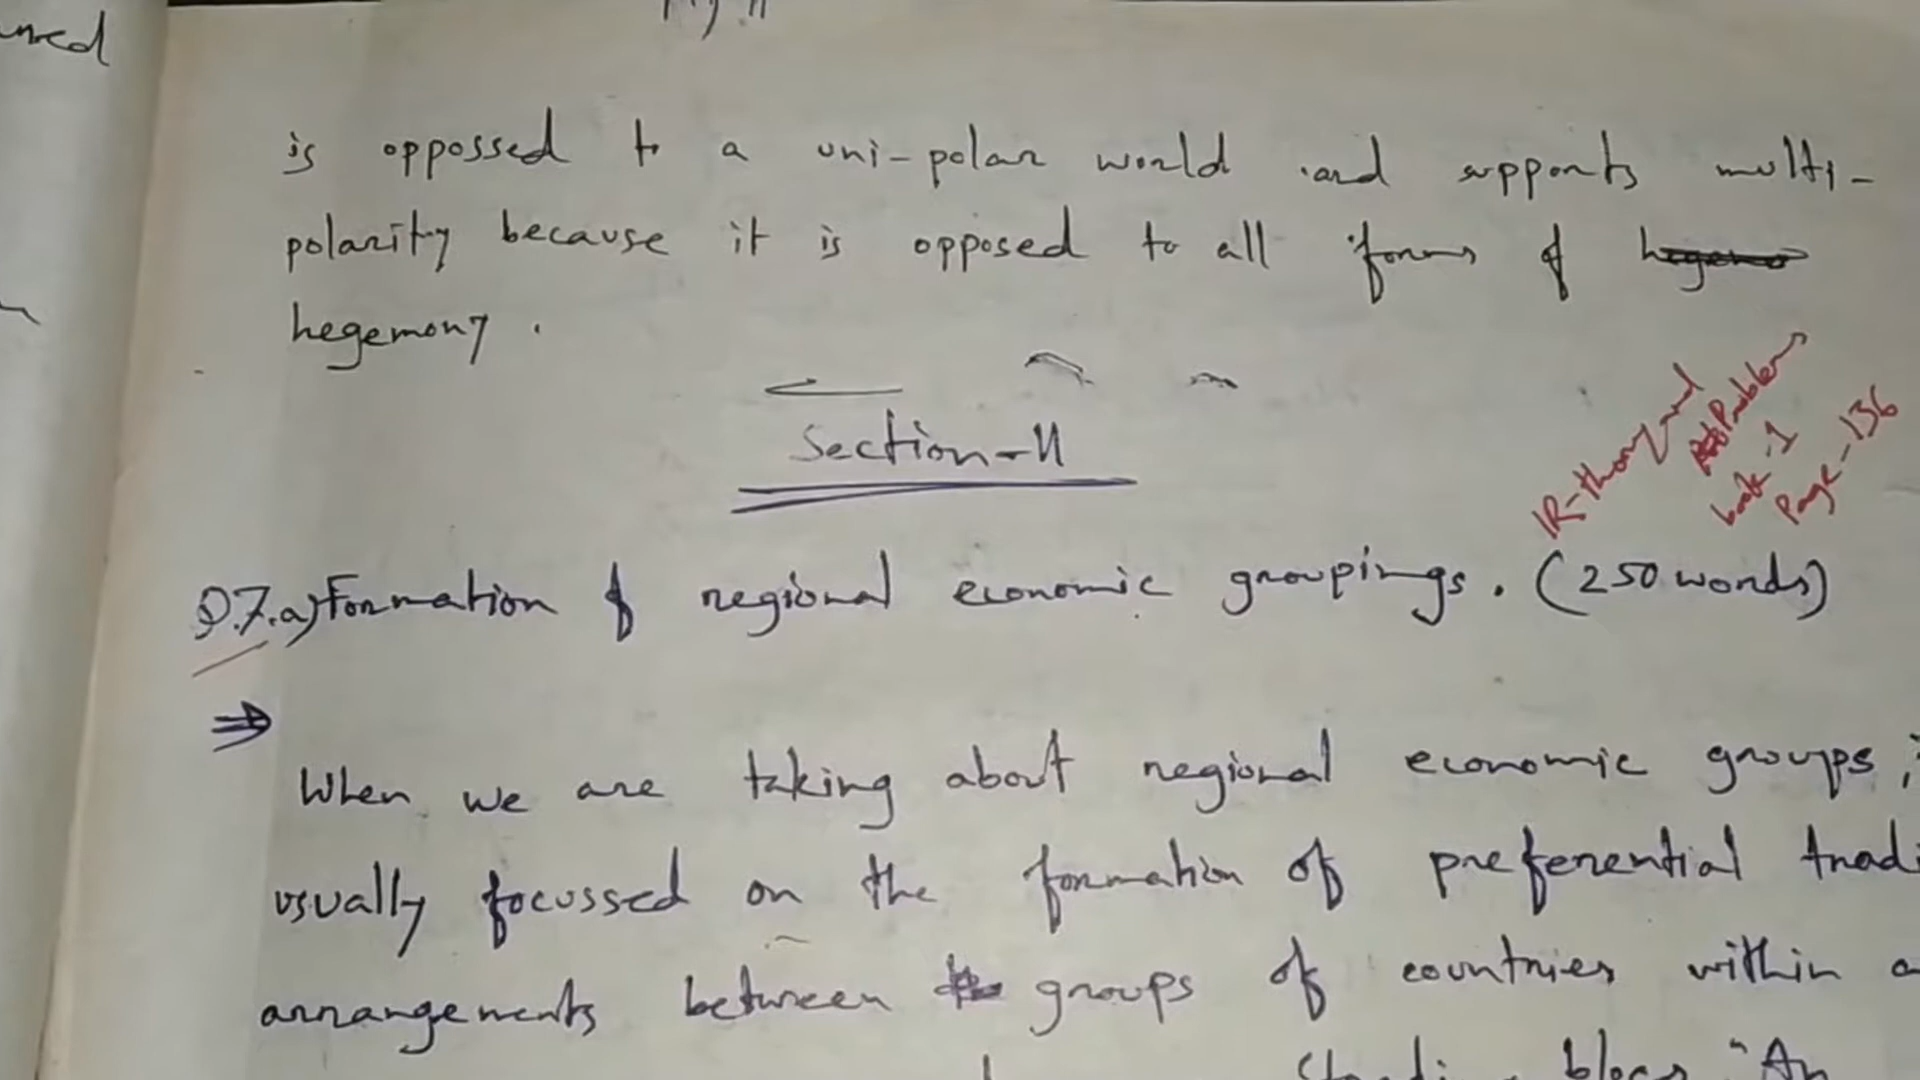 is oppossed to a uni-polar world and supports multi-
polarity because it is opposed to all forms of
hegemony.
Section-II
IR-theory and
Problems
book-1
Page-136
Q.7.a) Formation of regional economic groupings. (250 words)
⇒
When we are taking about regional economic groups,
usually focussed on the formation of preferential tradi
arrangements between groups of countries within a
blocs. An